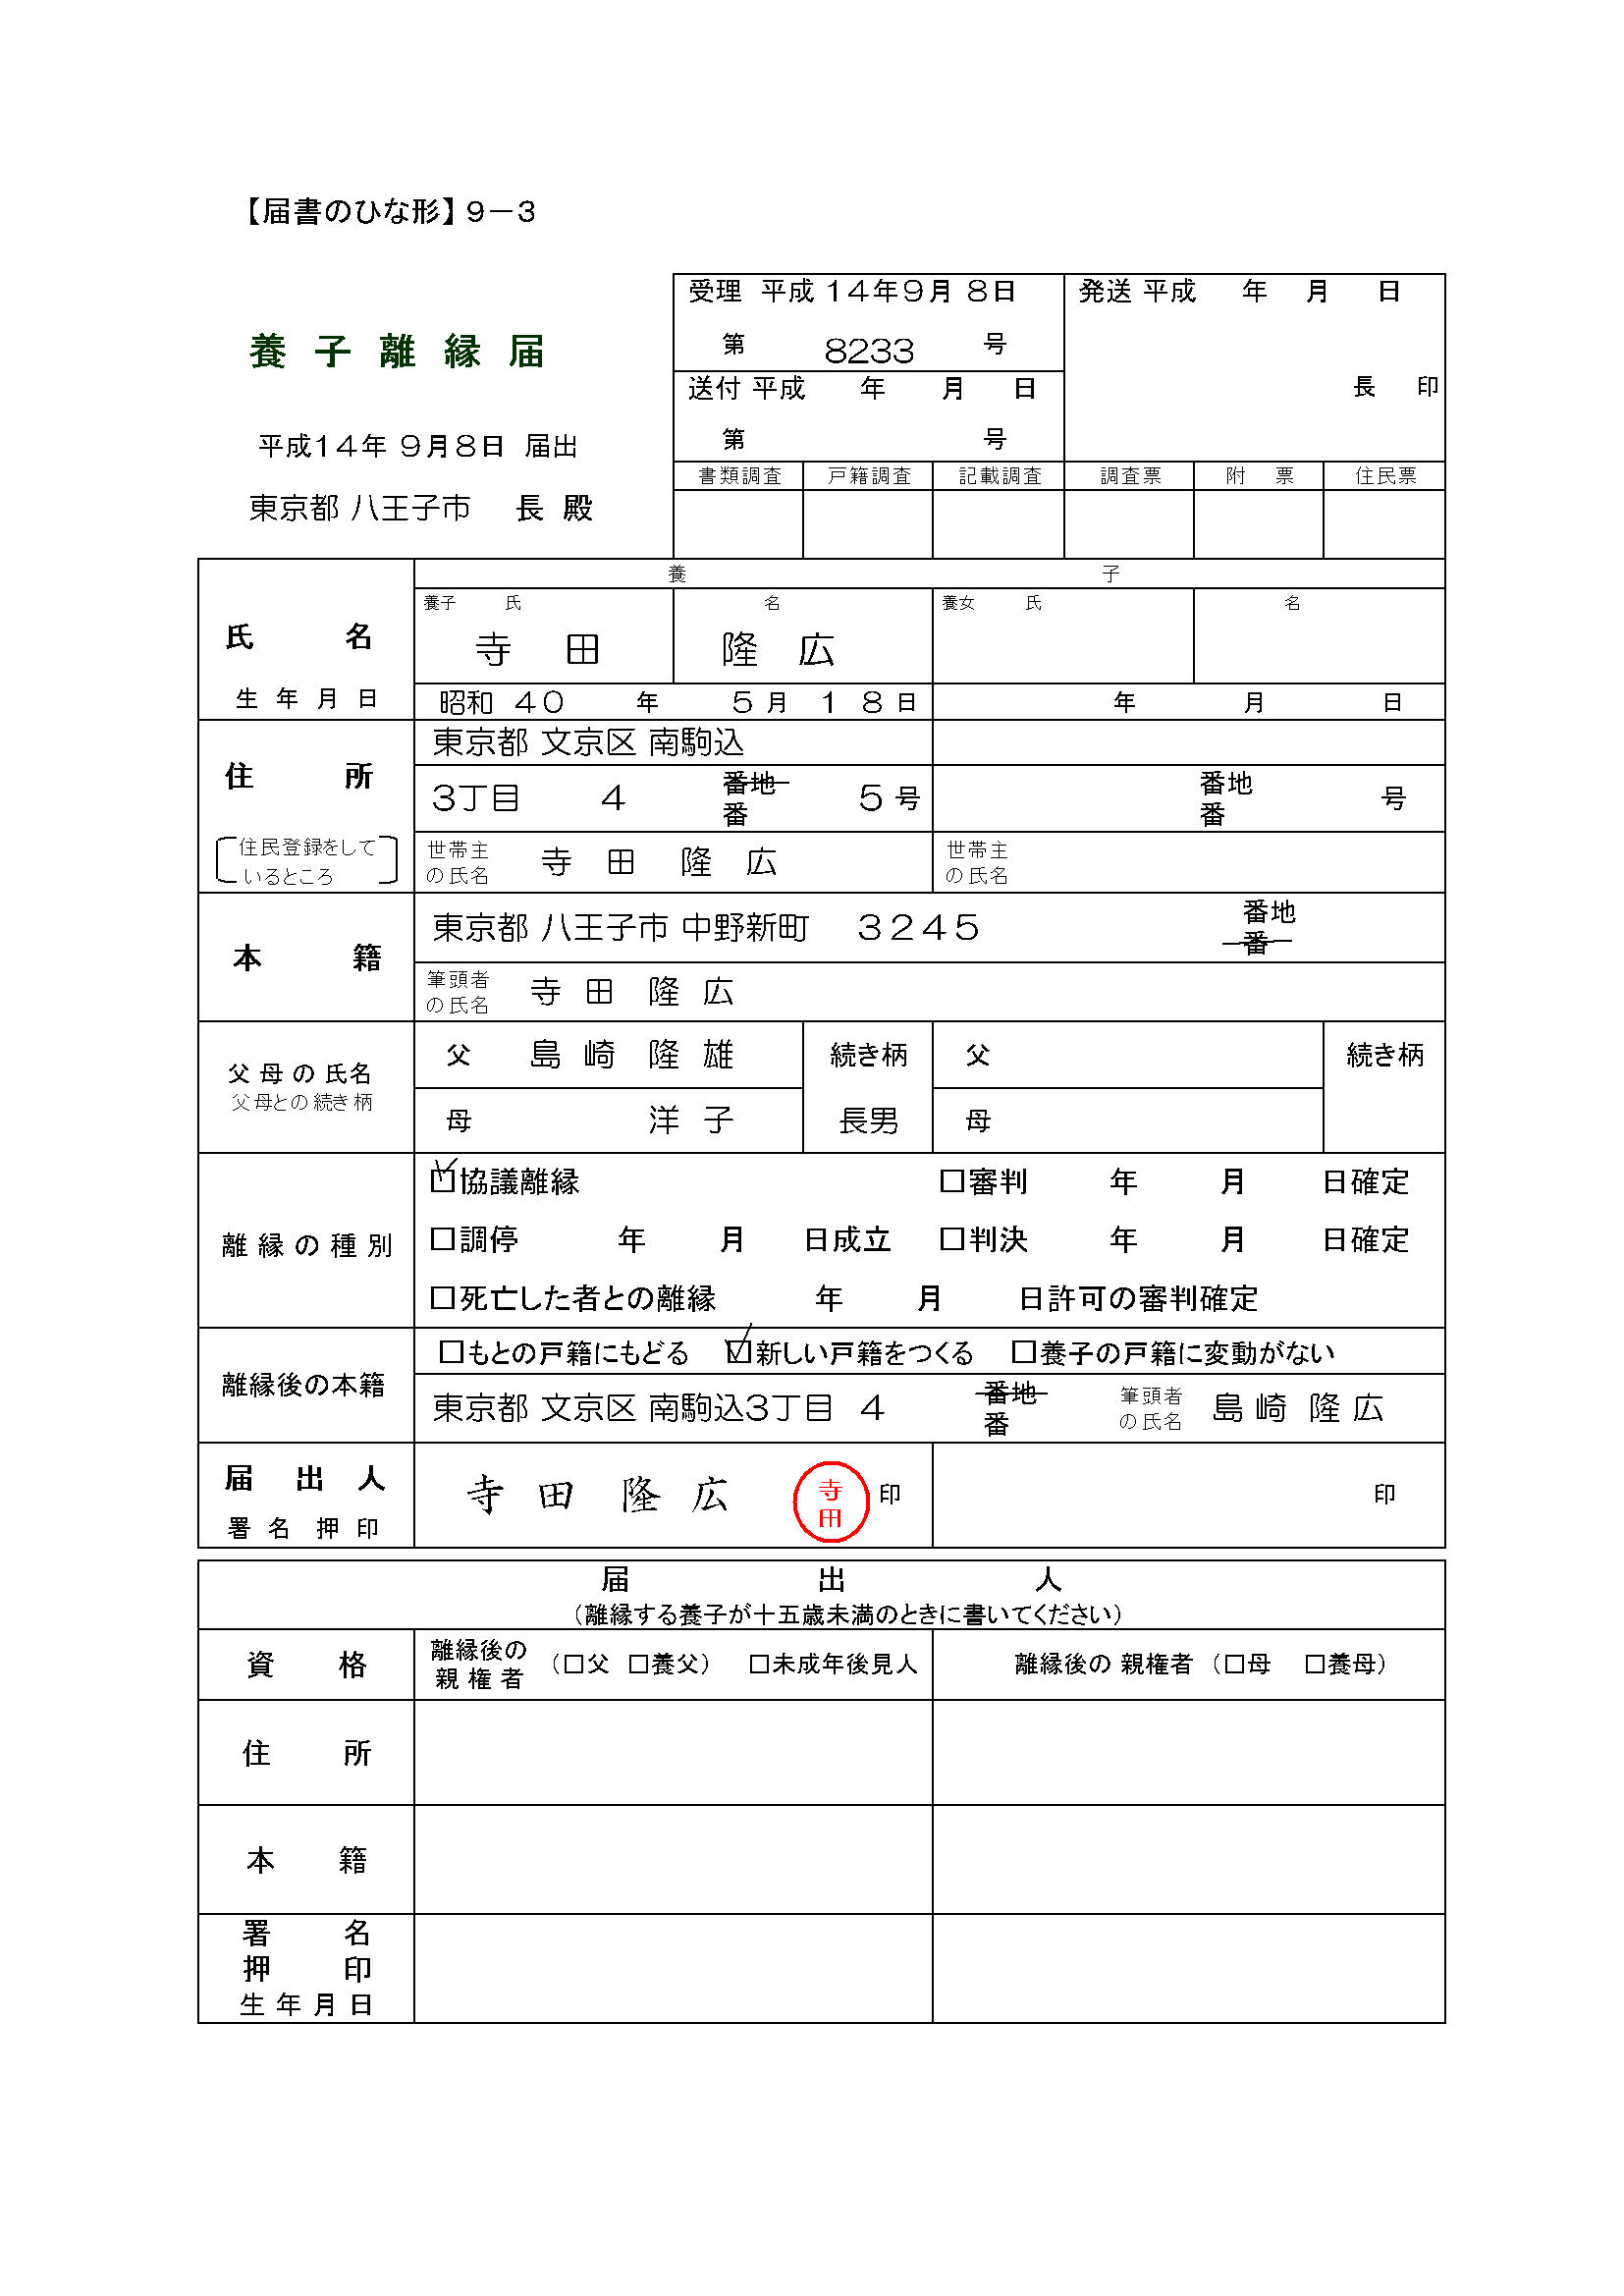 【届書のひな形】９－３
養子離縁届
平成１４年 ９月８日 届出
東京都 八王子市 長 殿
受理 平成 １４年９月 ８日
第 8233 号
送付 平成 年 月 日
第 号
発送 平成 年 月 日
長 印
書類調査 戸籍調査 記載調査 調査票 附 票 住民票
養 子
氏 名
養子 氏 名 養女 氏 名
寺 田 隆 広
生 年 月 日
昭和 ４０ 年 ５月 １８日 年 月 日
住 所
東京都 文京区 南駒込
３丁目 ４ 番地 ５号 番地 号
番 番
住民登録をして
いるところ
世帯主 寺 田 隆 広 世帯主
の氏名 の氏名
本 籍
東京都 八王子市 中野新町 ３２４５ 番地
番
筆頭者 寺 田 隆 広
の氏名
父母の氏名
父母との続き柄
父 島 崎 隆 雄 続き柄 父 続き柄
母 洋 子 長男 母
離縁の種別
☑協議離縁 □審判 年 月 日確定
□調停 年 月 日成立 □判決 年 月 日確定
□死亡した者との離縁 年 月 日許可の審判確定
離縁後の本籍
□もとの戸籍にもどる ☑新しい戸籍をつくる □養子の戸籍に変動がない
東京都 文京区 南駒込３丁目 ４ 番地 筆頭者 島 崎 隆 広
番 の氏名
届 出 人
署 名 押 印
寺 田 隆 広 寺田 印 印
届 出 人
（離縁する養子が十五歳未満のときに書いてください）
資 格
離縁後の （□父 □養父） □未成年後見人 離縁後の 親権者 （□母 □養母）
親 権 者
住 所
本 籍
署 名
押 印
生 年 月 日